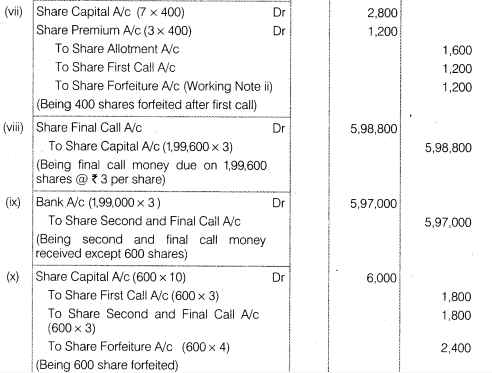 (vii) Share Capital A/c (7 × 400) Dr 2,800
Share Premium A/c (3 × 400) Dr 1,200
To Share Allotment A/c 1,600
To Share First Call A/c 1,200
To Share Forfeiture A/c (Working Note ii) 1,200
(Being 400 shares forfeited after first call)
(viii) Share Final Call A/c Dr 5,98,800
To Share Capital A/c (1,99,600 × 3) 5,98,800
(Being final call money due on 1,99,600
shares @ ₹ 3 per share)
(ix) Bank A/c (1,99,000 × 3) Dr 5,97,000
To Share Second and Final Call A/c 5,97,000
(Being second and final call money
received except 600 shares)
(x) Share Capital A/c (600 × 10) Dr 6,000
To Share First Call A/c (600 × 3) 1,800
To Share Second and Final Call A/c 1,800
(600 × 3)
To Share Forfeiture A/c (600 × 4) 2,400
(Being 600 share forfeited)